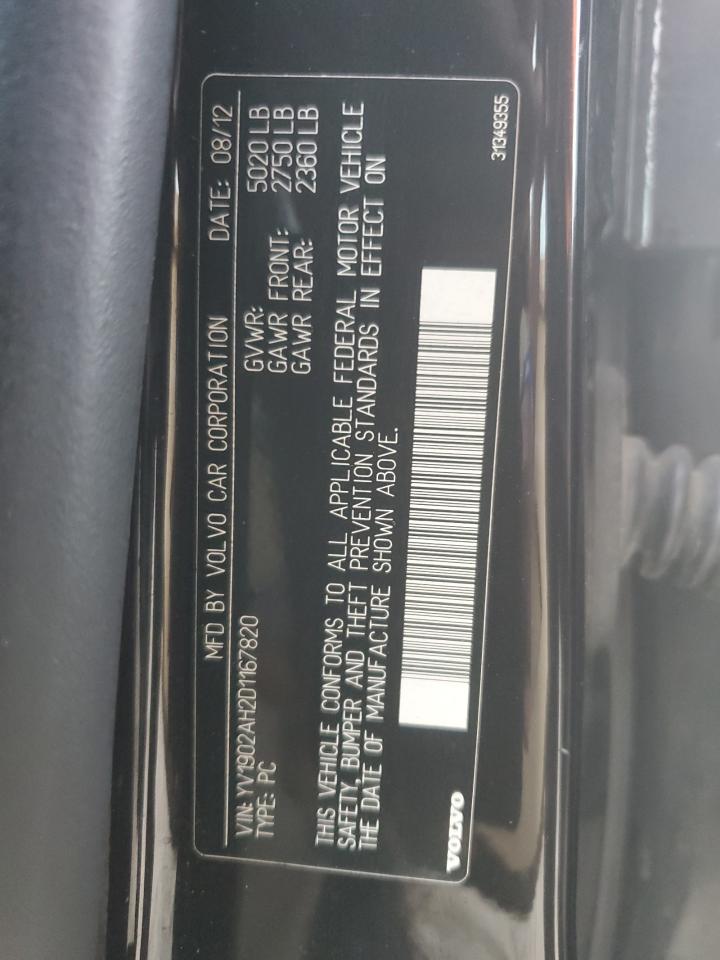 MFD BY VOLVO CAR CORPORATION DATE: 08/12
VIN: YV1902AH2D1167820
TYPE: PC
GVWR: 5020 LB
GAWR FRONT: 2750 LB
GAWR REAR: 2360 LB
THIS VEHICLE CONFORMS TO ALL APPLICABLE FEDERAL MOTOR VEHICLE
SAFETY, BUMPER AND THEFT PREVENTION STANDARDS IN EFFECT ON
THE DATE OF MANUFACTURE SHOWN ABOVE.
VOLVO
31349355